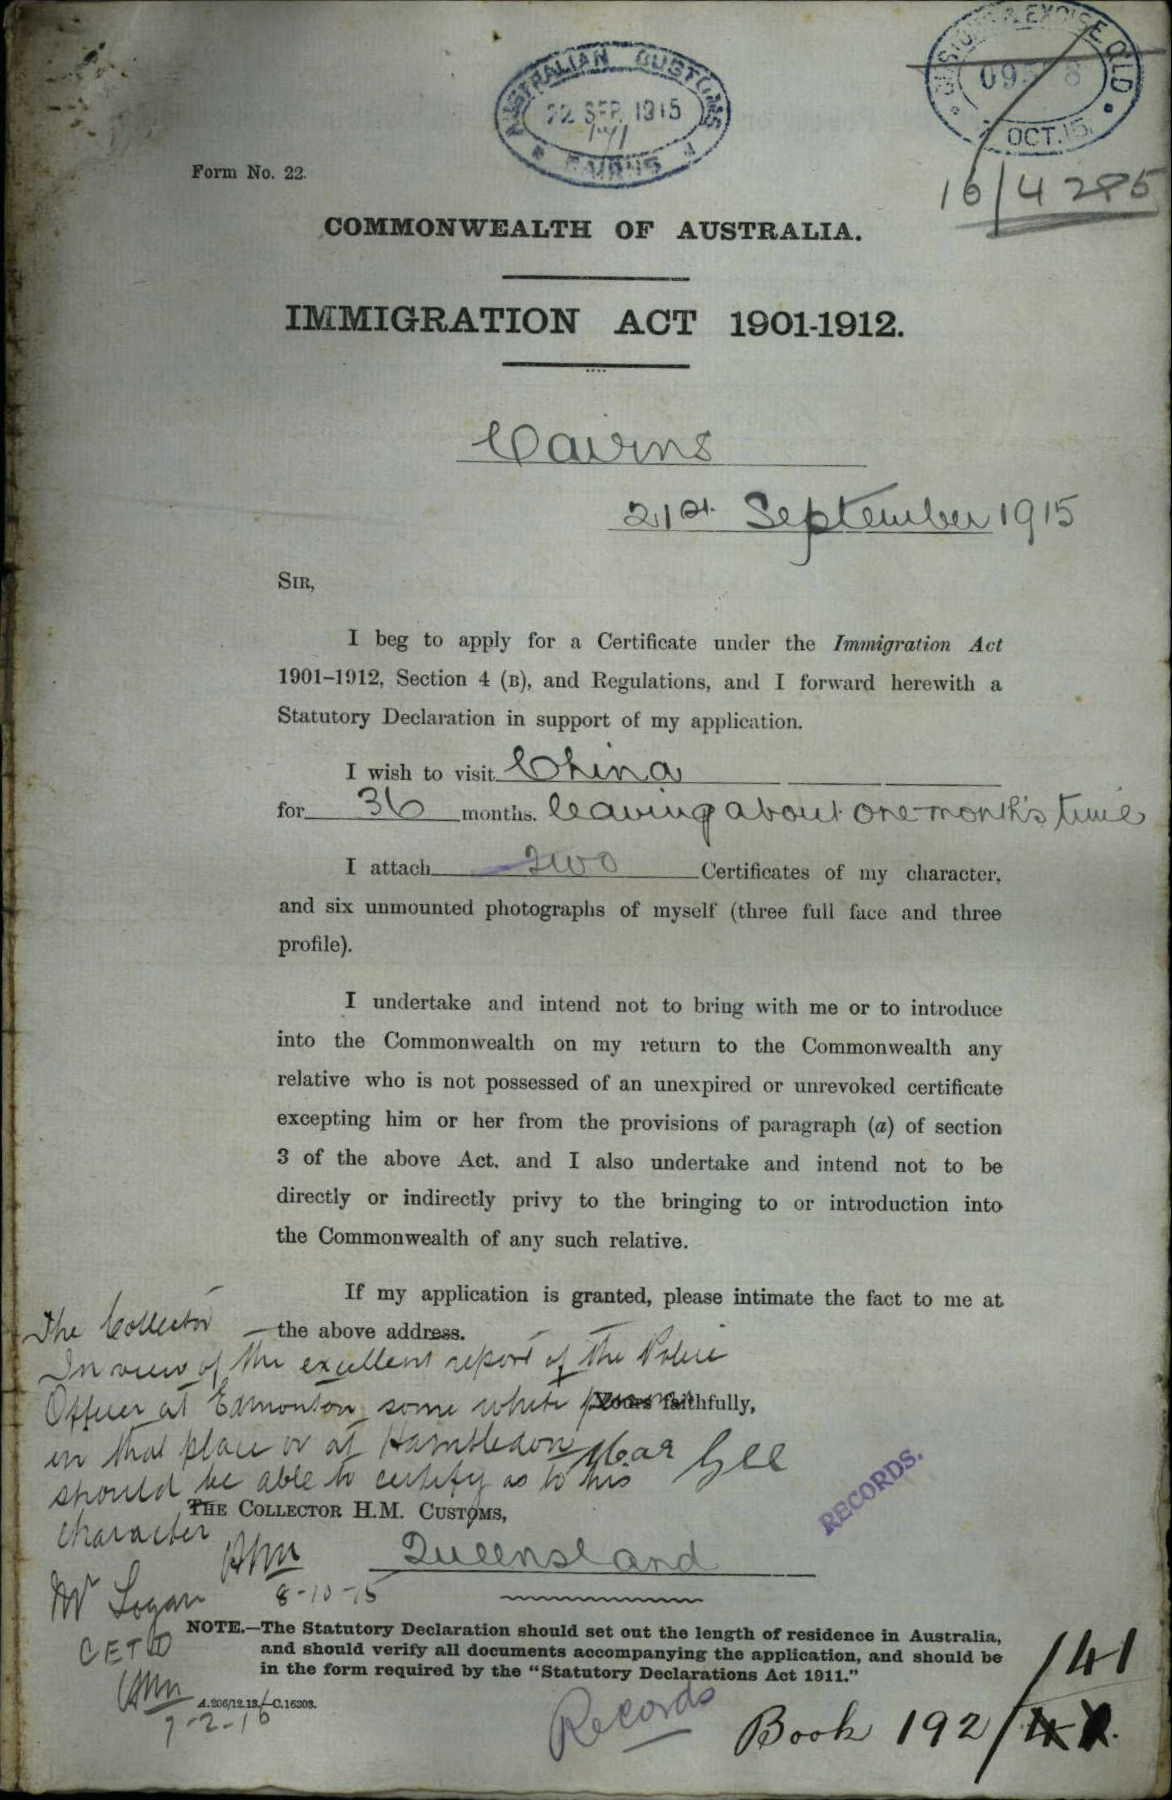 AUSTRALIAN CUSTOMS
22 SEP 1915
CAIRNS
CUSTOMS & EXCISE QLD
OCT. 15.
16/4285
Form No. 22.
COMMONWEALTH OF AUSTRALIA.
IMMIGRATION ACT 1901-1912.
Cairns
21st September 1915
SIR,
I beg to apply for a Certificate under the Immigration Act
1901–1912, Section 4 (B), and Regulations, and I forward herewith a
Statutory Declaration in support of my application.
I wish to visit China
for 36 months. leaving about one month's time
I attach two Certificates of my character,
and six unmounted photographs of myself (three full face and three
profile).
I undertake and intend not to bring with me or to introduce
into the Commonwealth on my return to the Commonwealth any
relative who is not possessed of an unexpired or unrevoked certificate
excepting him or her from the provisions of paragraph (a) of section
3 of the above Act, and I also undertake and intend not to be
directly or indirectly privy to the bringing to or introduction into
the Commonwealth of any such relative.
If my application is granted, please intimate the fact to me at
the above address.
The Collector
In view of the excellent report of the Police
Officer at Edmonton some white persons
Yours faithfully,
in that place or at Hambledon
Gee
should be able to certify as to his
character
RECORDS.
THE COLLECTOR H.M. CUSTOMS,
Queensland
8-10-15
Mr Logan
NOTE.—The Statutory Declaration should set out the length of residence in Australia,
and should verify all documents accompanying the application, and should be
in the form required by the "Statutory Declarations Act 1911."
A.206/12.13.—C.16303.
7-2-16
Records
Book 192/141